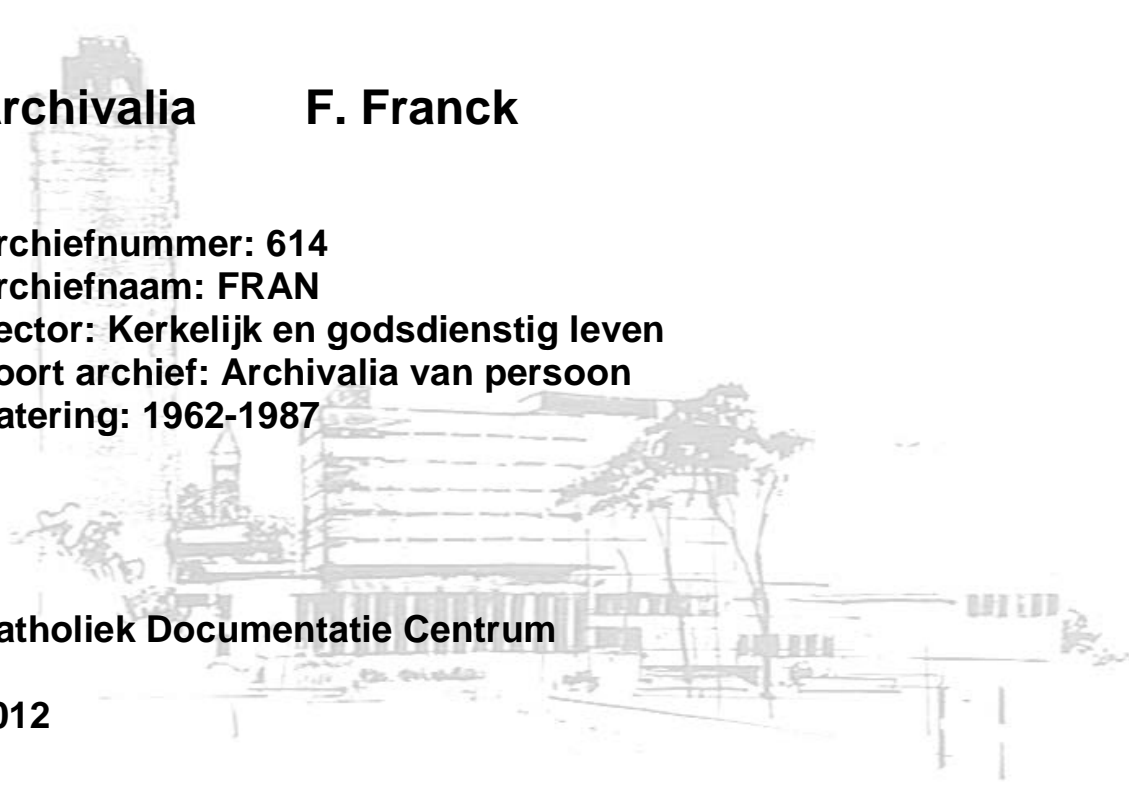 rchivalia F. Franck
rchiefnummer: 614
rchiefnaam: FRAN
ector: Kerkelijk en godsdienstig leven
oort archief: Archivalia van persoon
atering: 1962-1987
atholiek Documentatie Centrum
012